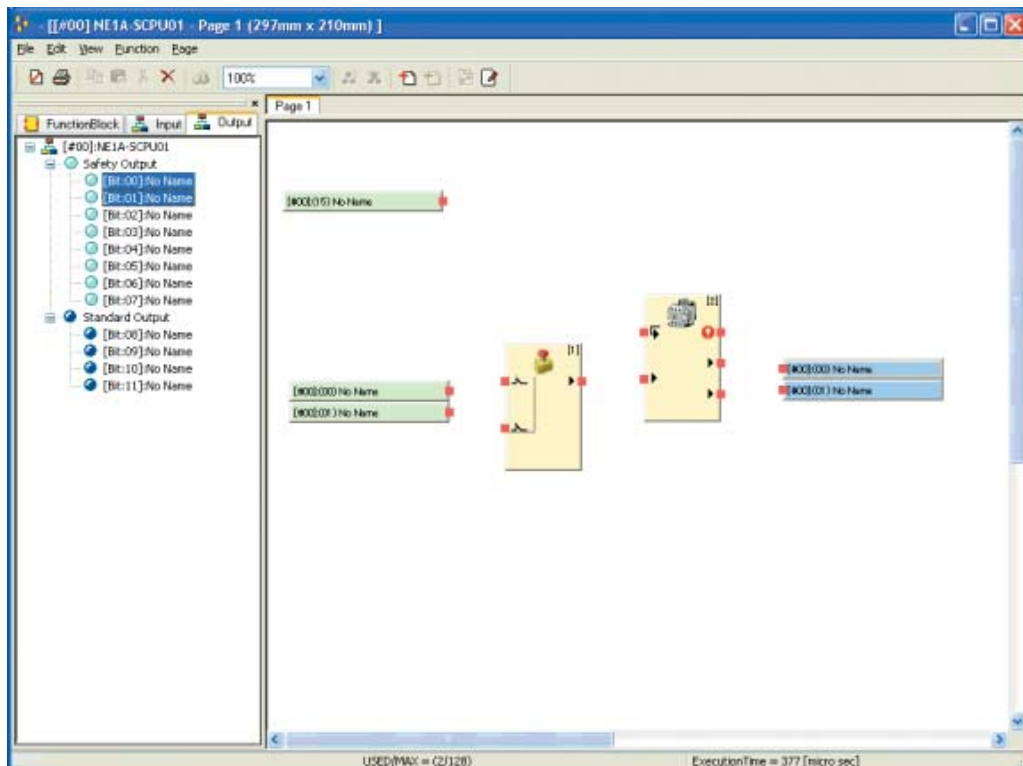 - [[#00] NE1A-SCPU01 - Page 1 (297mm x 210mm) ]
File Edit View Function Page
100%
FunctionBlock Input Output
Page 1
[#00]:NE1A-SCPU01
Safety Output
[Bit:00]:No Name
[Bit:01]:No Name
[Bit:02]:No Name
[Bit:03]:No Name
[Bit:04]:No Name
[Bit:05]:No Name
[Bit:06]:No Name
[Bit:07]:No Name
Standard Output
[Bit:08]:No Name
[Bit:09]:No Name
[Bit:10]:No Name
[Bit:11]:No Name
[#00]:(15) No Name
[#00]:(00) No Name
[#00]:(01) No Name
[1]
[2]
[#00]:(00) No Name
[#00]:(01) No Name
USED/MAX = (2/128)
ExecutionTime = 377 [micro sec]